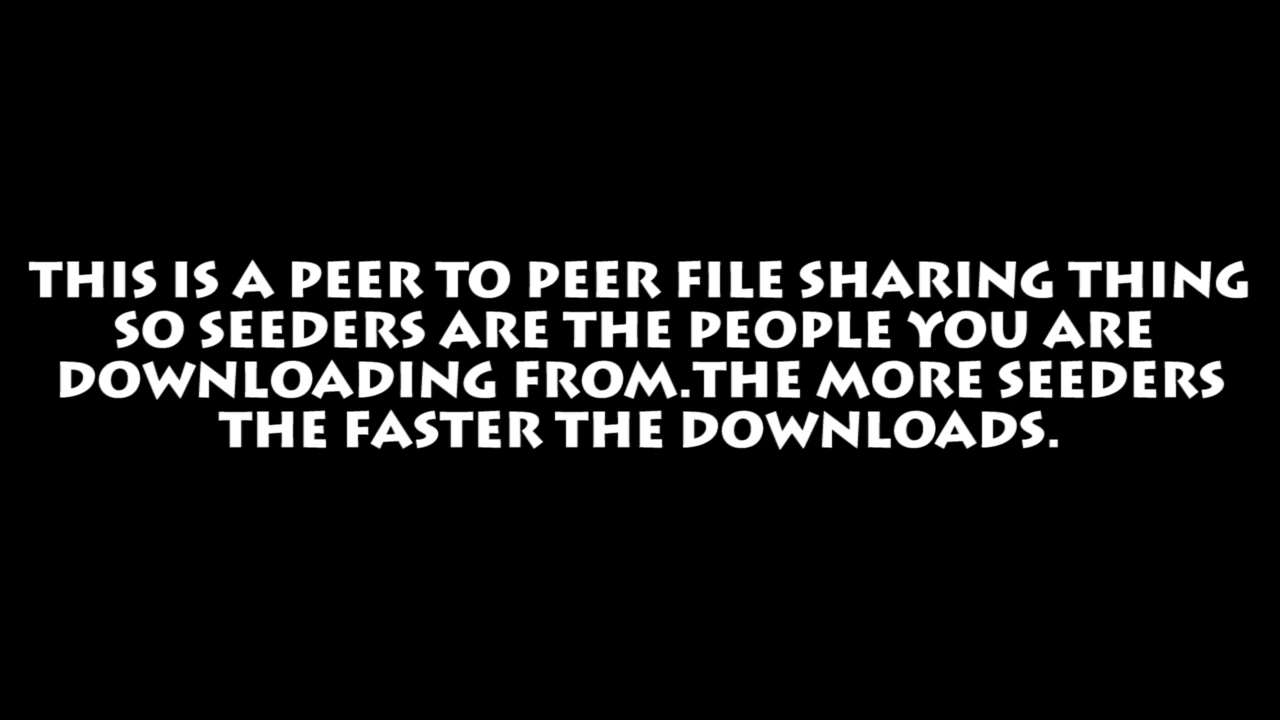 THIS IS A PEER TO PEER FILE SHARING THING
SO SEEDERS ARE THE PEOPLE YOU ARE
DOWNLOADING FROM.THE MORE SEEDERS
THE FASTER THE DOWNLOADS.